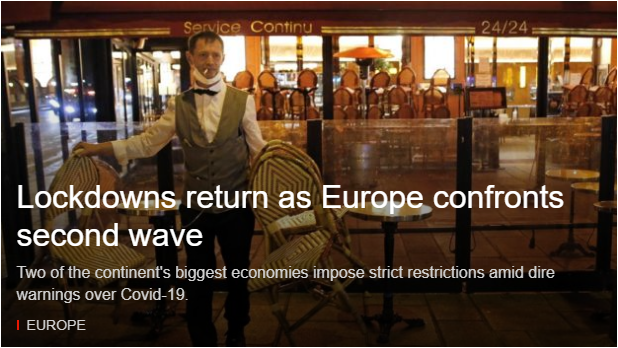 Service Continu 24/24
Lockdowns return as Europe confronts
second wave
Two of the continent's biggest economies impose strict restrictions amid dire
warnings over Covid-19.
EUROPE